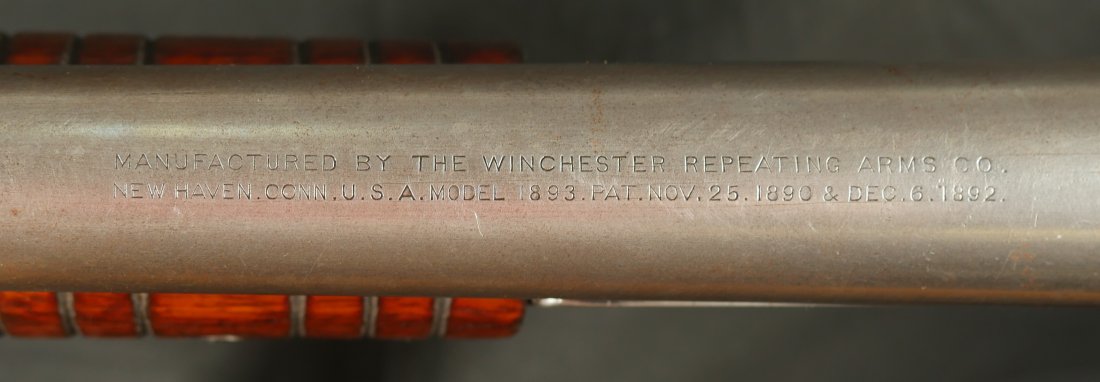 MANUFACTURED BY THE WINCHESTER REPEATING ARMS CO.
NEW HAVEN.CONN.U.S.A.MODEL 1893.PAT.NOV.25.1890 & DEC.6.1892.